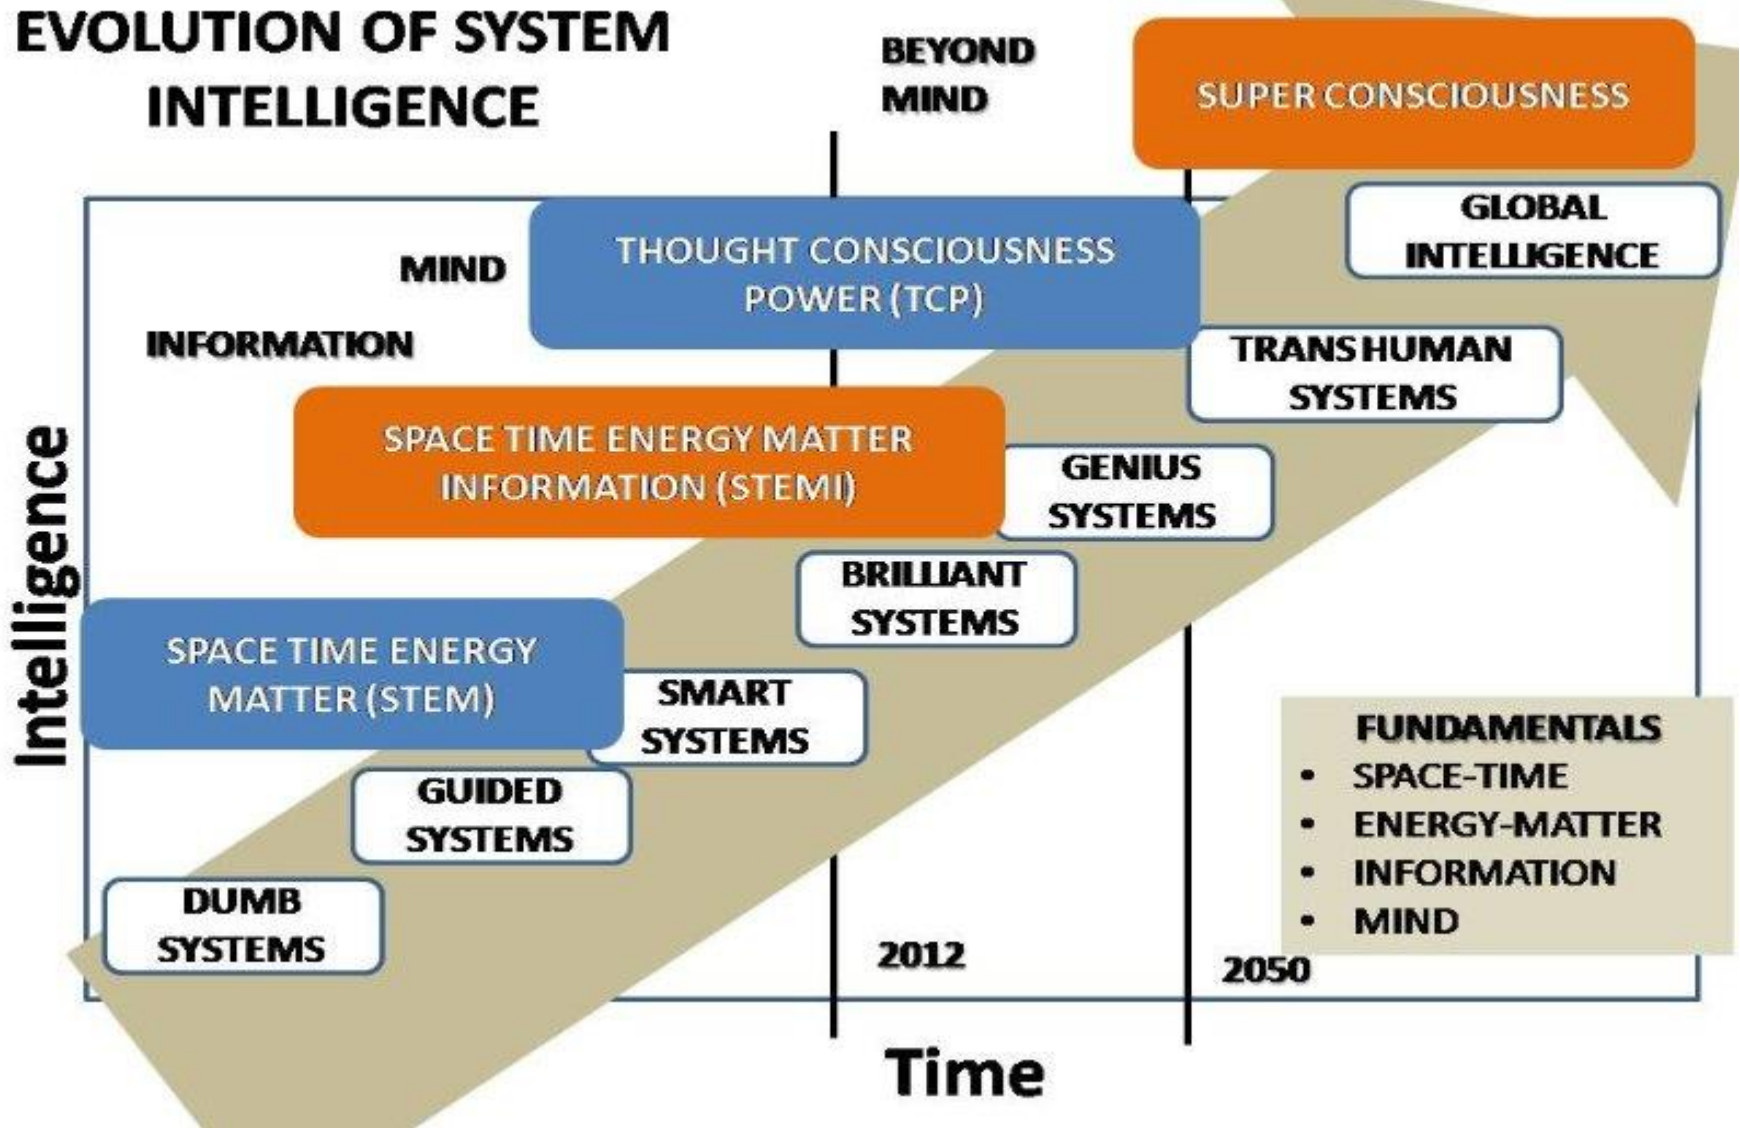 EVOLUTION OF SYSTEM
INTELLIGENCE
BEYOND
MIND
SUPER CONSCIOUSNESS
GLOBAL
INTELLIGENCE
MIND
THOUGHT CONSCIOUSNESS
POWER (TCP)
INFORMATION
TRANSHUMAN
SYSTEMS
SPACE TIME ENERGY MATTER
INFORMATION (STEMI)
GENIUS
SYSTEMS
BRILLIANT
SYSTEMS
Intelligence
SPACE TIME ENERGY
MATTER (STEM)
SMART
SYSTEMS
GUIDED
SYSTEMS
DUMB
SYSTEMS
FUNDAMENTALS
• SPACE-TIME
• ENERGY-MATTER
• INFORMATION
• MIND
2012
2050
Time